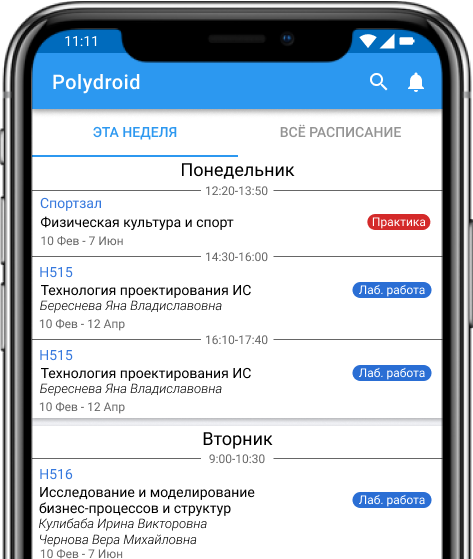 11:11
Polydroid
ЭТА НЕДЕЛЯ
ВСЁ РАСПИСАНИЕ
Понедельник
12:20-13:50
Спортзал
Физическая культура и спорт
Практика
10 Фев - 7 Июн
14:30-16:00
Н515
Технология проектирования ИС
Лаб. работа
Береснева Яна Владиславовна
10 Фев - 12 Апр
16:10-17:40
Н515
Технология проектирования ИС
Лаб. работа
Береснева Яна Владиславовна
10 Фев - 12 Апр
Вторник
9:00-10:30
Н516
Исследование и моделирование
бизнес-процессов и структур
Лаб. работа
Кулибаба Ирина Викторовна
Чернова Вера Михайловна
10 Фев - 7 Июн